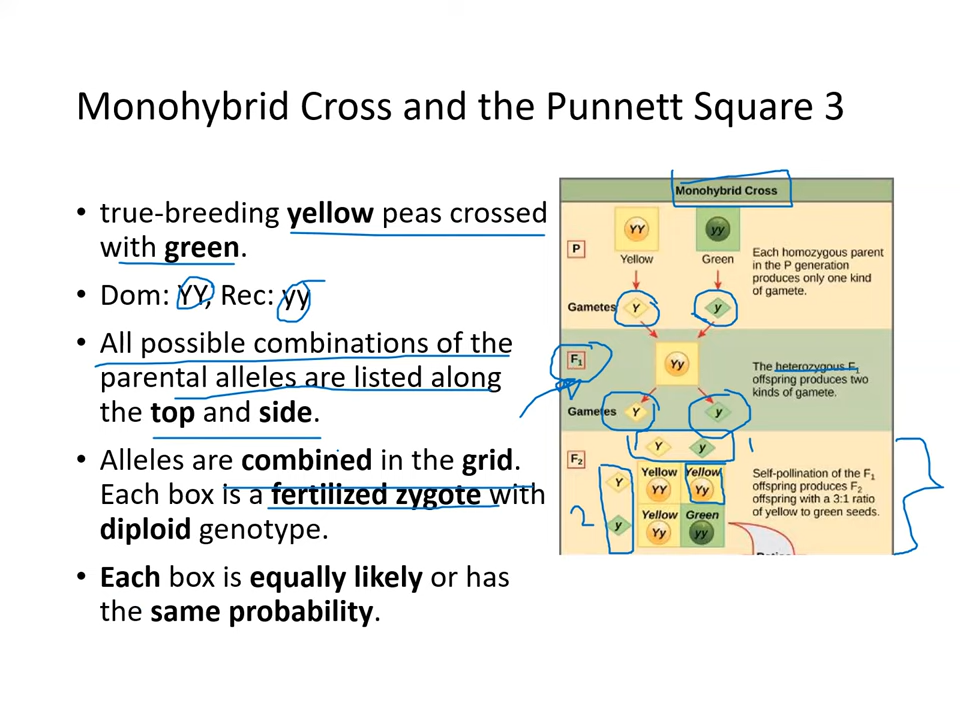 Monohybrid Cross and the Punnett Square 3
• true-breeding yellow peas crossed
with green.
• Dom: YY, Rec: yy
• All possible combinations of the
parental alleles are listed along
the top and side.
• Alleles are combined in the grid.
Each box is a fertilized zygote with
diploid genotype.
• Each box is equally likely or has
the same probability.
Monohybrid Cross
P
YY
yy
Yellow
Green
Each homozygous parent
in the P generation
produces only one kind
of gamete.
Gametes
Y
y
F₁
Yy
The heterozygous F₁
offspring produces two
kinds of gamete.
Gametes
Y
y
1
Y
y
1
F₂
Y
Yellow
Yellow
YY
Yy
2
y
Yellow
Green
Yy
yy
Self-pollination of the F₁
offspring produces F₂
offspring with a 3:1 ratio
of yellow to green seeds.